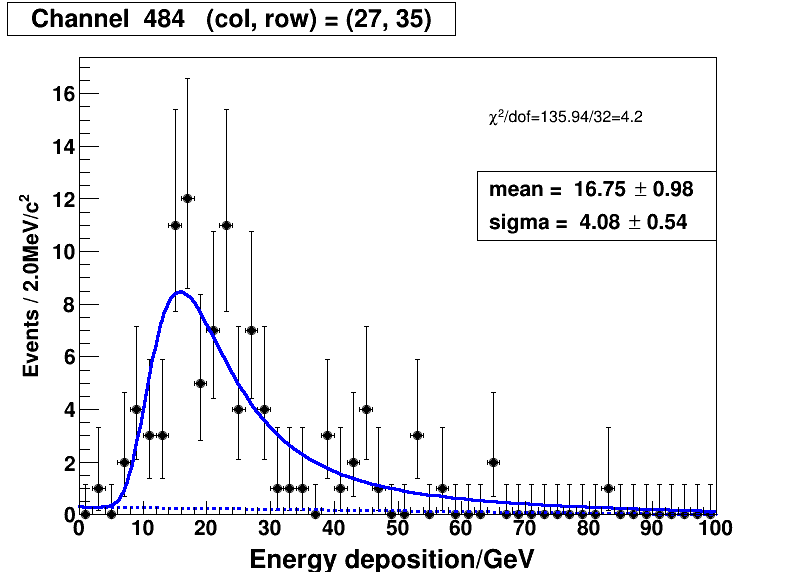 Channel  484   (col, row) = (27, 35)
χ²/dof=135.94/32=4.2
mean =  16.75 ± 0.98
sigma =  4.08 ± 0.54
Events / 2.0MeV/c²
16
14
12
10
8
6
4
2
0
0 10 20 30 40 50 60 70 80 90 100
Energy deposition/GeV